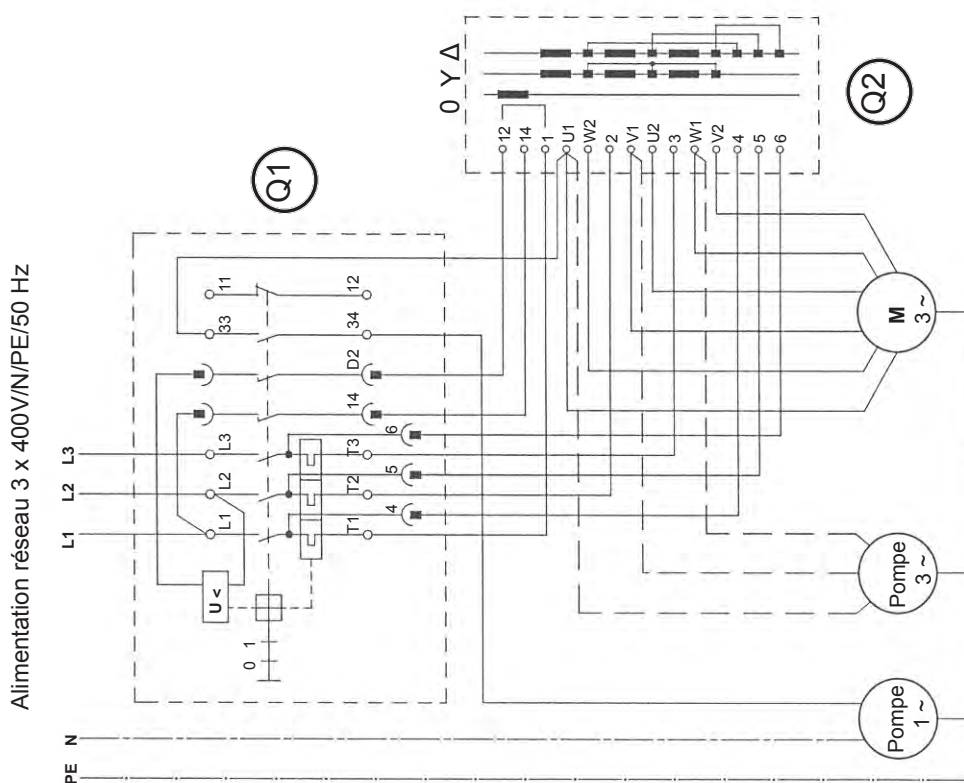 Alimentation réseau 3 x 400V/N/PE/50 Hz
PE
N
L1
L2
L3
Q1
U <
0 1
L1
L2
L3
33
11
T1
T2
T3
14
D2
34
12
4
5
6
Q2
0 Y Δ
12
14
1
U1
W2
2
V1
U2
3
W1
V2
4
5
6
Pompe
1 ~
Pompe
3 ~
M
3 ~